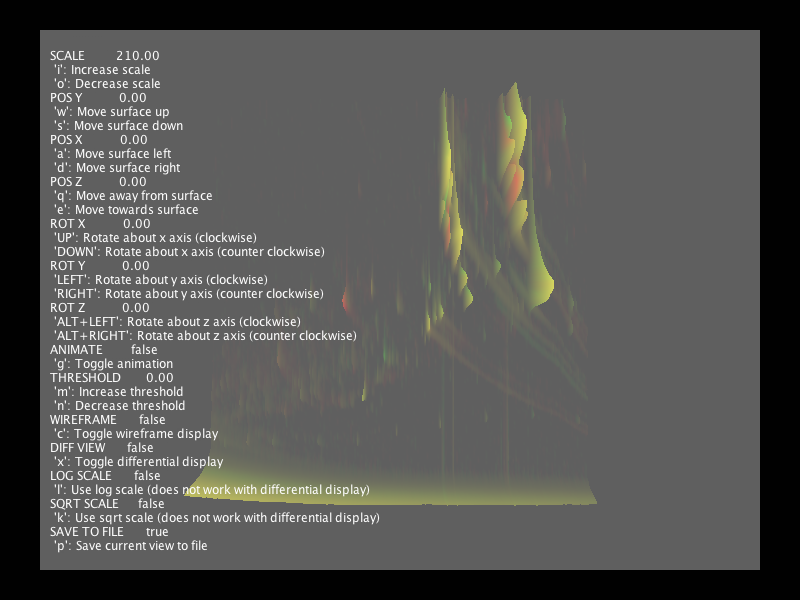 SCALE 210.00
'i': Increase scale
'o': Decrease scale
POS Y 0.00
'w': Move surface up
's': Move surface down
POS X 0.00
'a': Move surface left
'd': Move surface right
POS Z 0.00
'q': Move away from surface
'e': Move towards surface
ROT X 0.00
'UP': Rotate about x axis (clockwise)
'DOWN': Rotate about x axis (counter clockwise)
ROT Y 0.00
'LEFT': Rotate about y axis (clockwise)
'RIGHT': Rotate about y axis (counter clockwise)
ROT Z 0.00
'ALT+LEFT': Rotate about z axis (clockwise)
'ALT+RIGHT': Rotate about z axis (counter clockwise)
ANIMATE false
'g': Toggle animation
THRESHOLD 0.00
'm': Increase threshold
'n': Decrease threshold
WIREFRAME false
'c': Toggle wireframe display
DIFF VIEW false
'x': Toggle differential display
LOG SCALE false
'l': Use log scale (does not work with differential display)
SQRT SCALE false
'k': Use sqrt scale (does not work with differential display)
SAVE TO FILE true
'p': Save current view to file